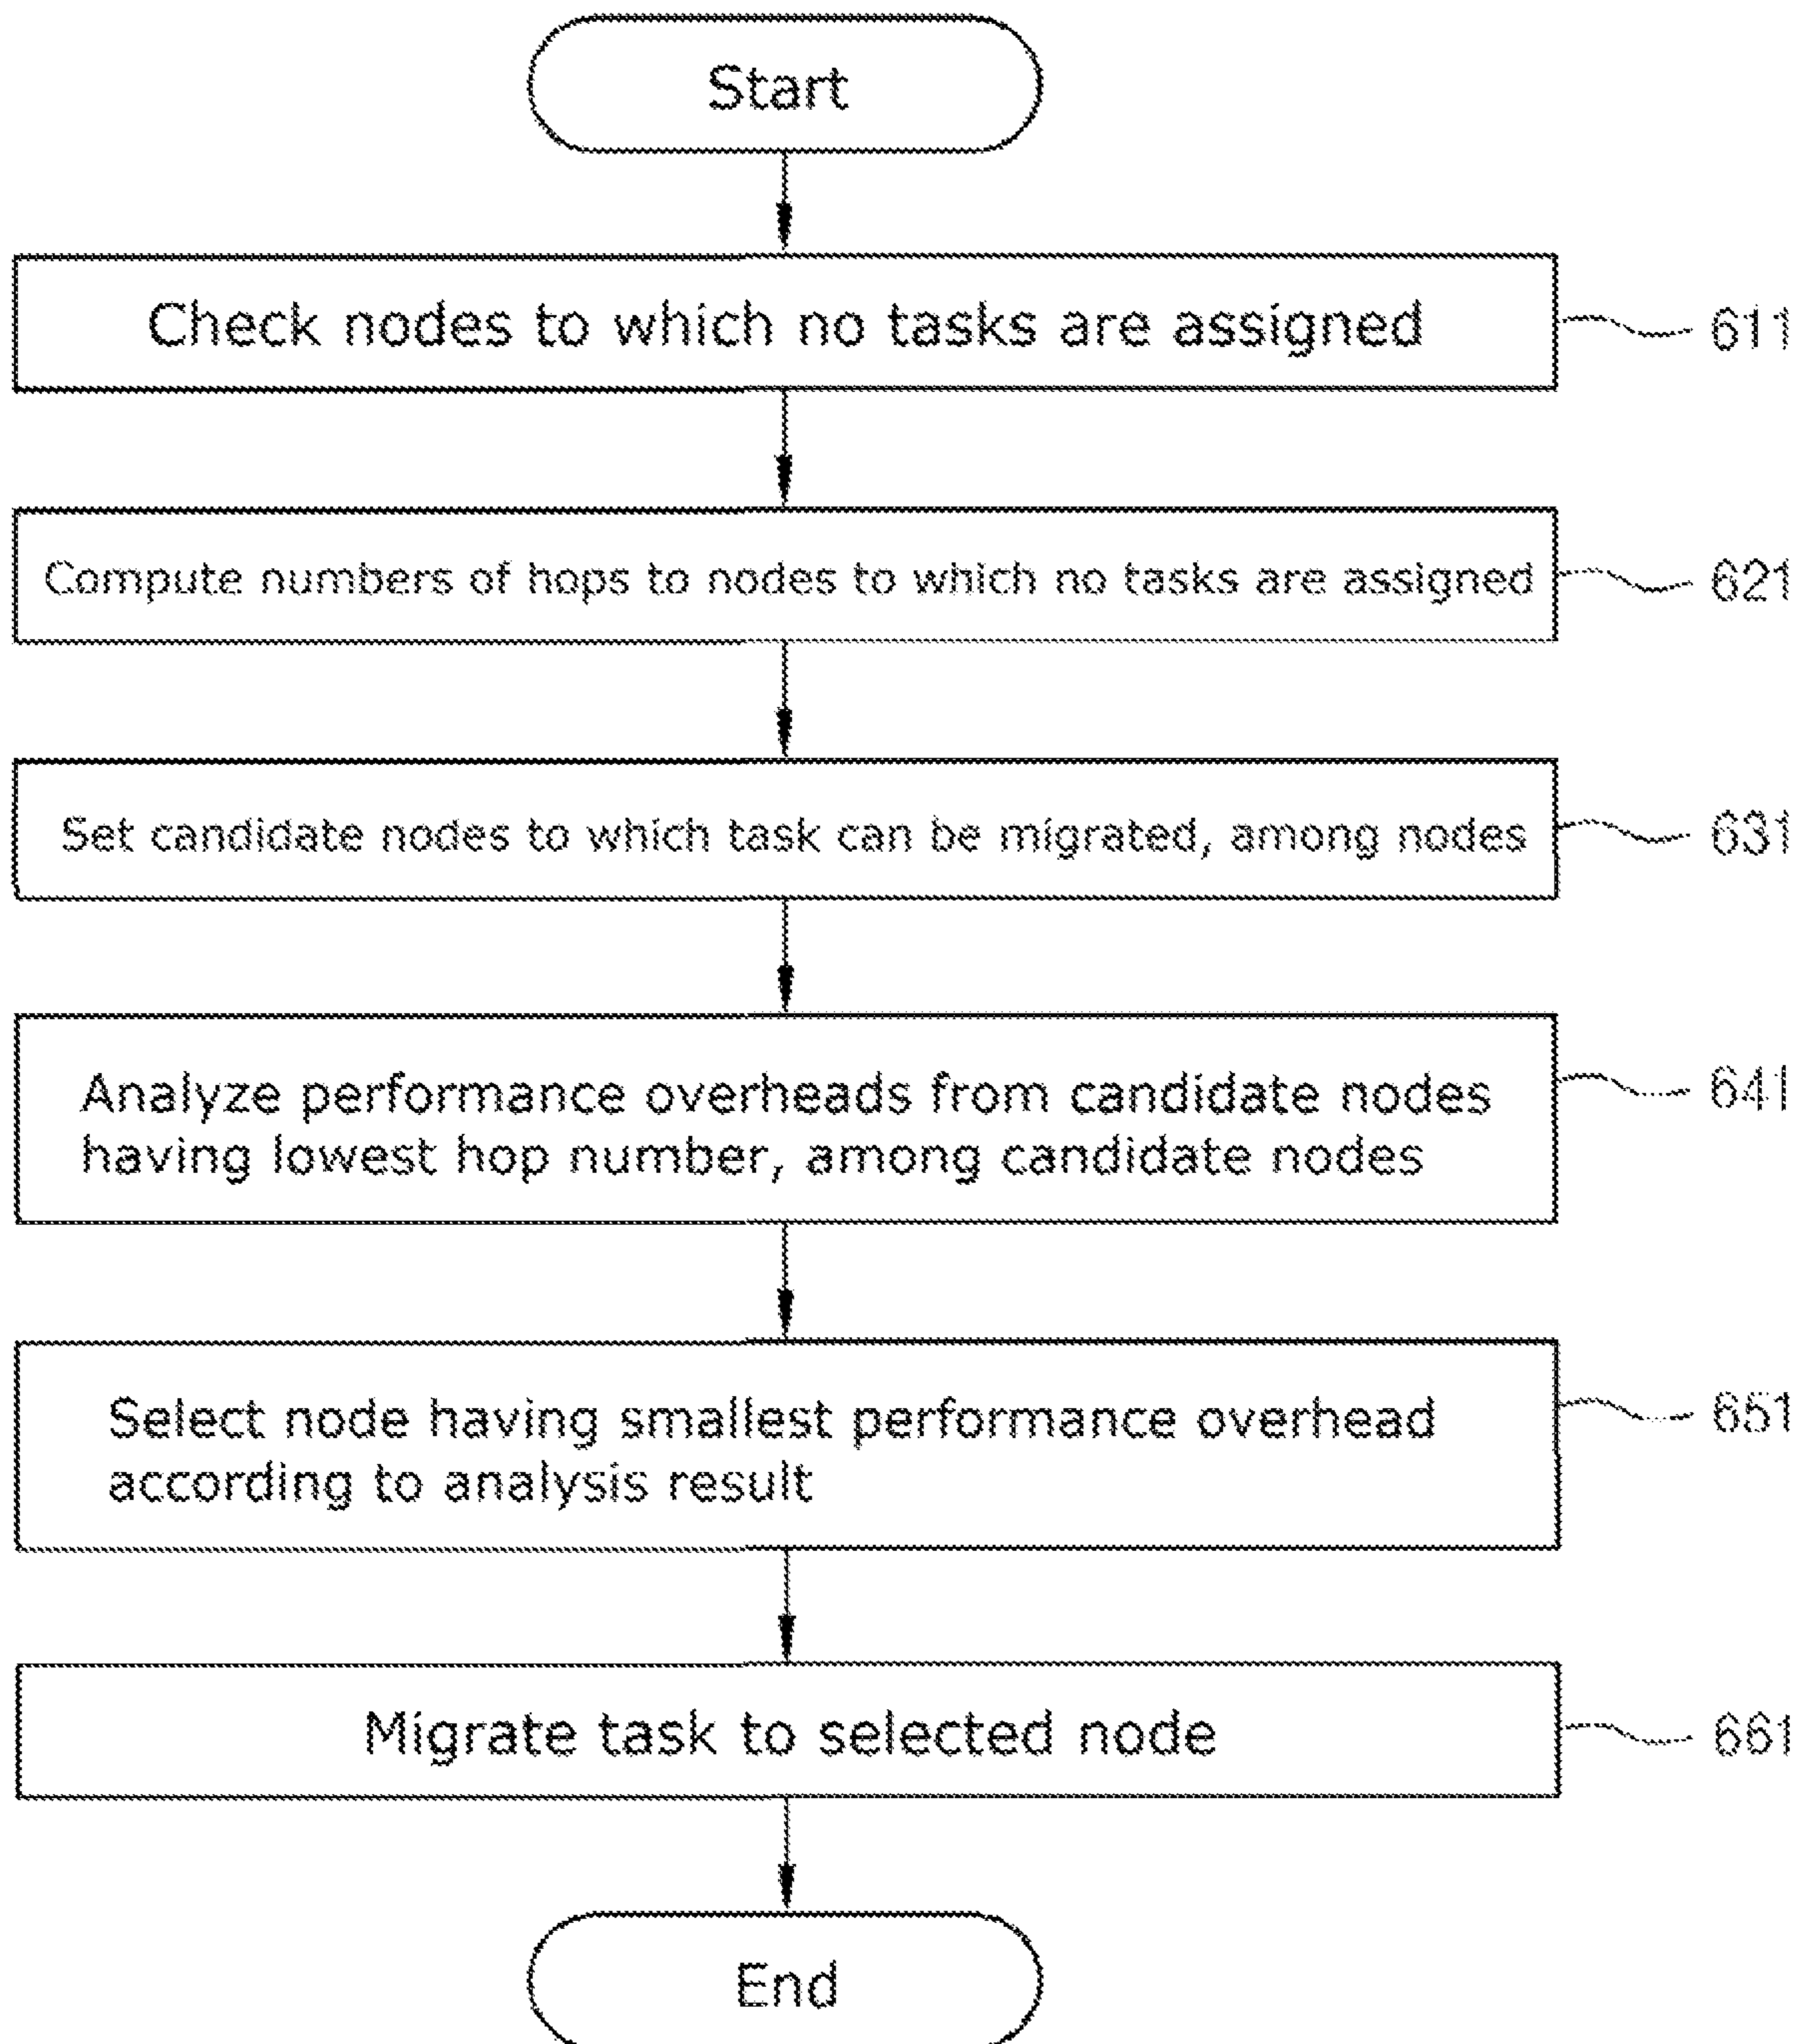 Start
Check nodes to which no tasks are assigned
611
Compute numbers of hops to nodes to which no tasks are assigned
621
Set candidate nodes to which task can be migrated, among nodes
631
Analyze performance overheads from candidate nodes
having lowest hop number, among candidate nodes
641
Select node having smallest performance overhead
according to analysis result
651
Migrate task to selected node
661
End